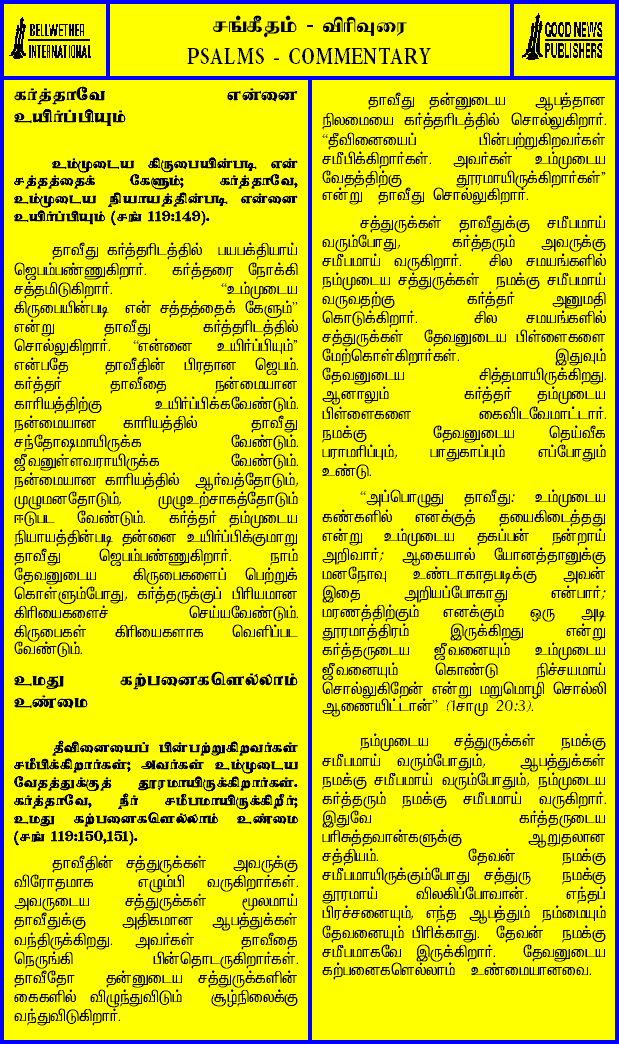 BELLWETHER
INTERNATIONAL
சங்கீதம் - விரிவுரை
PSALMS - COMMENTARY
GOOD NEWS
PUBLISHERS
கர்த்தாவே என்னை
உயிர்ப்பியும்
உம்முடைய கிருபையின்படி என்
சத்தத்தைக் கேளும்; கர்த்தாவே,
உம்முடைய நியாயத்தின்படி என்னை
உயிர்ப்பியும் (சங் 119:149).
தாவீது கர்த்தரிடத்தில் பயபக்தியாய்
ஜெபம்பண்ணுகிறார். கர்த்தரை நோக்கி
சத்தமிடுகிறார். “உம்முடைய
கிருபையின்படி என் சத்தத்தைக் கேளும்”
என்று தாவீது கர்த்தரிடத்தில்
சொல்லுகிறார். “என்னை உயிர்ப்பியும்”
என்பதே தாவீதின் பிரதான ஜெபம்.
கர்த்தர் தாவீதை நன்மையான
காரியத்திற்கு உயிர்ப்பிக்கவேண்டும்.
நன்மையான காரியத்தில் தாவீது
சந்தோஷமாயிருக்க வேண்டும்.
ஜீவனுள்ளவராயிருக்க வேண்டும்.
நன்மையான காரியத்தில் ஆர்வத்தோடும்,
முழுமனதோடும், முழுஉற்சாகத்தோடும்
ஈடுபட வேண்டும். கர்த்தர் தம்முடைய
நியாயத்தின்படி தன்னை உயிர்ப்பிக்குமாறு
தாவீது ஜெபம்பண்ணுகிறார். நாம்
தேவனுடைய கிருபைகளைப் பெற்றுக்
கொள்ளும்போது, கர்த்தருக்குப் பிரியமான
கிரியைகளைச் செய்யவேண்டும்.
கிருபைகள் கிரியைகளாக வெளிப்பட
வேண்டும்.
உமது கற்பனைகளெல்லாம்
உண்மை
தீவினையைப் பின்பற்றுகிறவர்கள்
சமீபிக்கிறார்கள்; அவர்கள் உம்முடைய
வேதத்துக்குத் தூரமாயிருக்கிறார்கள்.
கர்த்தாவே, நீர் சமீபமாயிருக்கிறீர்;
உமது கற்பனைகளெல்லாம் உண்மை
(சங் 119:150,151).
தாவீதின் சத்துருக்கள் அவருக்கு
விரோதமாக எழும்பி வருகிறார்கள்.
அவருடைய சத்துருக்கள் மூலமாய்
தாவீதுக்கு அதிகமான ஆபத்துக்கள்
வந்திருக்கிறது. அவர்கள் தாவீதை
நெருங்கி பின்தொடருகிறார்கள்.
தாவீதோ தன்னுடைய சத்துருக்களின்
கைகளில் விழுந்துவிடும் சூழ்நிலைக்கு
வந்துவிடுகிறார்.
தாவீது தன்னுடைய ஆபத்தான
நிலமையை கர்த்தரிடத்தில் சொல்லுகிறார்.
“தீவினையைப் பின்பற்றுகிறவர்கள்
சமீபிக்கிறார்கள். அவர்கள் உம்முடைய
வேதத்திற்கு தூரமாயிருக்கிறார்கள்”
என்று தாவீது சொல்லுகிறார்.
சத்துருக்கள் தாவீதுக்கு சமீபமாய்
வரும்போது, கர்த்தரும் அவருக்கு
சமீபமாய் வருகிறார். சில சமயங்களில்
நம்முடைய சத்துருக்கள் நமக்கு சமீபமாய்
வருவதற்கு கர்த்தர் அனுமதி
கொடுக்கிறார். சில சமயங்களில்
சத்துருக்கள் தேவனுடைய பிள்ளைகளை
மேற்கொள்கிறார்கள். இதுவும்
தேவனுடைய சித்தமாயிருக்கிறது.
ஆனாலும் கர்த்தர் தம்முடைய
பிள்ளைகளை கைவிடவேமாட்டார்.
நமக்கு தேவனுடைய தெய்வீக
பராமரிப்பும், பாதுகாப்பும் எப்போதும்
உண்டு.
“அப்பொழுது தாவீது: உம்முடைய
கண்களில் எனக்குத் தயைகிடைத்தது
என்று உம்முடைய தகப்பன் நன்றாய்
அறிவார்; ஆகையால் யோனத்தானுக்கு
மனநோவு உண்டாகாதபடிக்கு அவன்
இதை அறியப்போகாது என்பார்;
மரணத்திற்கும் எனக்கும் ஒரு அடி
தூரமாத்திரம் இருக்கிறது என்று
கர்த்தருடைய ஜீவனையும் உம்முடைய
ஜீவனையும் கொண்டு நிச்சயமாய்
சொல்லுகிறேன் என்று மறுமொழி சொல்லி
ஆணையிட்டான்” (1சாமு 20:3).
நம்முடைய சத்துருக்கள் நமக்கு
சமீபமாய் வரும்போதும், ஆபத்துக்கள்
நமக்கு சமீபமாய் வரும்போதும், நம்முடைய
கர்த்தரும் நமக்கு சமீபமாய் வருகிறார்.
இதுவே கர்த்தருடைய
பரிசுத்தவான்களுக்கு ஆறுதலான
சத்தியம். தேவன் நமக்கு
சமீபமாயிருக்கும்போது சத்துரு நமக்கு
தூரமாய் விலகிப்போவான். எந்தப்
பிரச்சனையும், எந்த ஆபத்தும் நம்மையும்
தேவனையும் பிரிக்காது. தேவன் நமக்கு
சமீபமாகவே இருக்கிறார். தேவனுடைய
கற்பனைகளெல்லாம் உண்மையானவை.